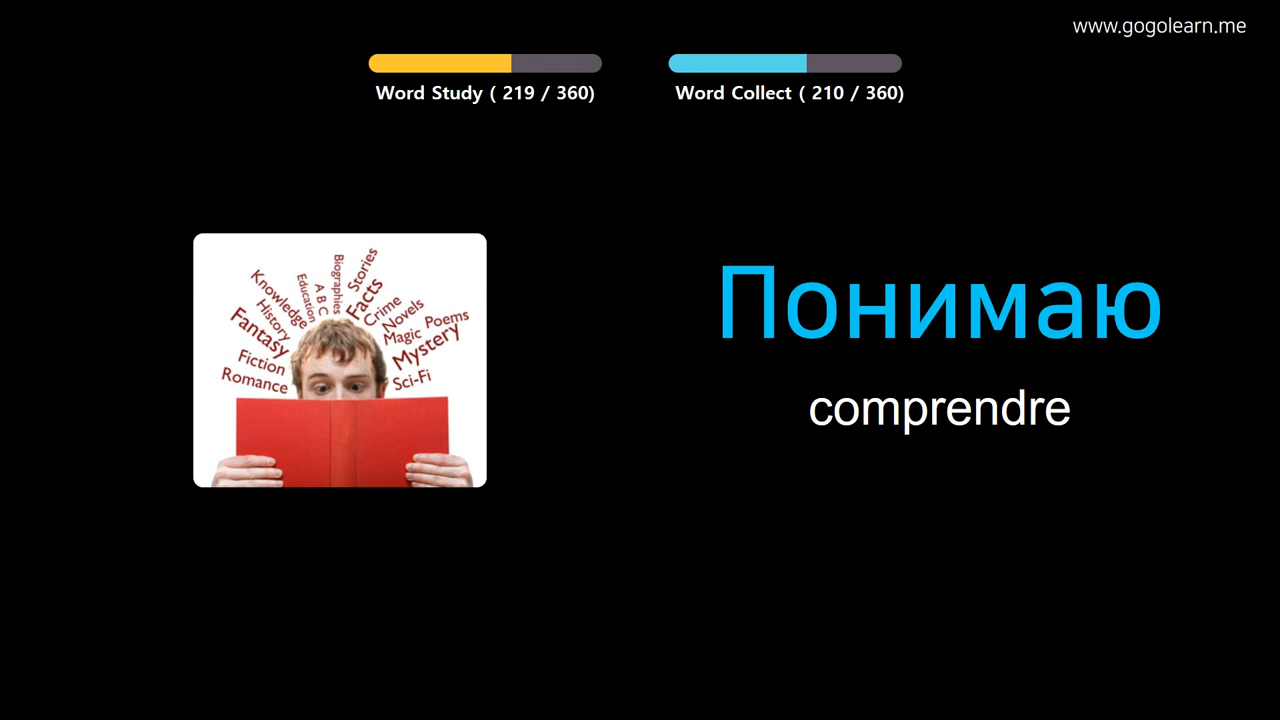 www.gogolearn.me
Word Study ( 219 / 360)
Word Collect ( 210 / 360)
Понимаю
comprendre
Knowledge
History
Fantasy
Fiction
Romance
Education
A B C
Biographies
Stories
Facts
Crime
Novels
Magic
Poems
Mystery
Sci-Fi